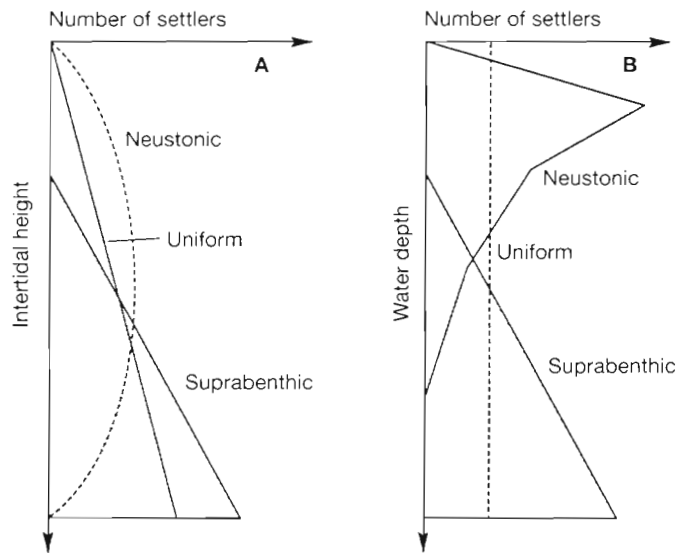 Number of settlers
A
Neustonic
Uniform
Suprabenthic
Intertidal height
Number of settlers
B
Neustonic
Uniform
Suprabenthic
Water depth